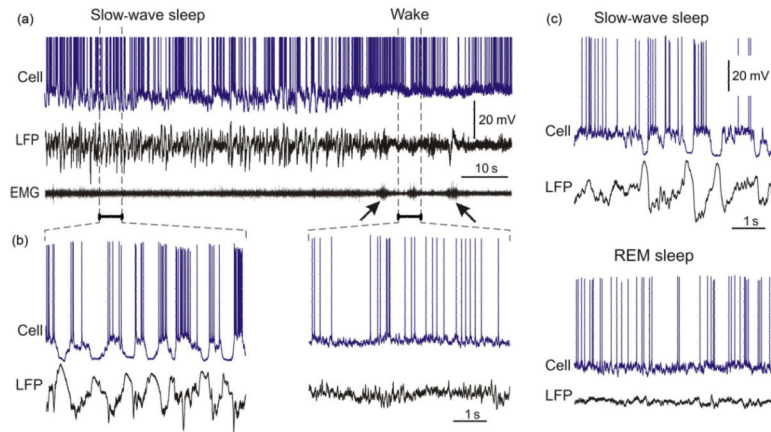 (a)
Slow-wave sleep
Wake
Cell
20 mV
LFP
10 s
EMG
(b)
Cell
LFP
1 s
(c)
Slow-wave sleep
20 mV
Cell
LFP
1 s
REM sleep
Cell
LFP